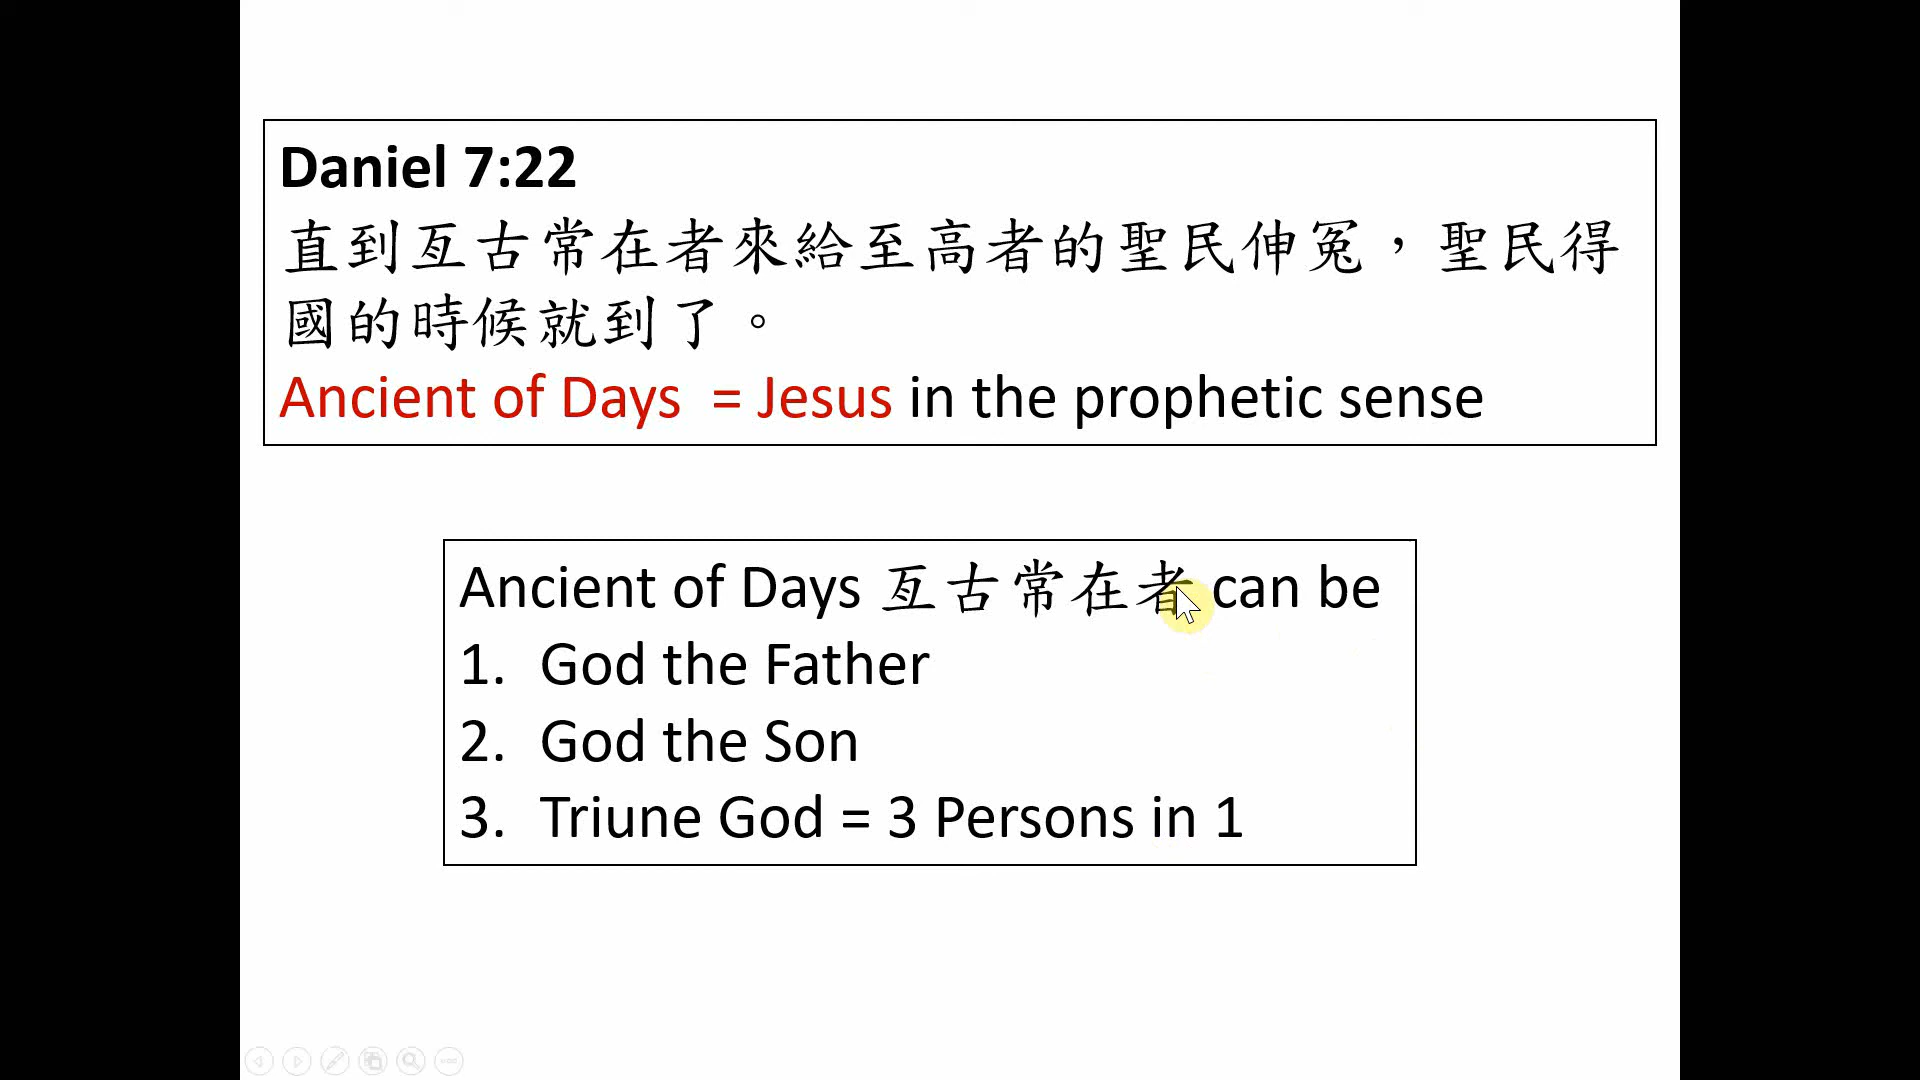 Daniel 7:22
直到亙古常在者來給至高者的聖民伸冤，聖民得
國的時候就到了。
Ancient of Days = Jesus in the prophetic sense
Ancient of Days 亙古常在者 can be
1. God the Father
2. God the Son
3. Triune God = 3 Persons in 1